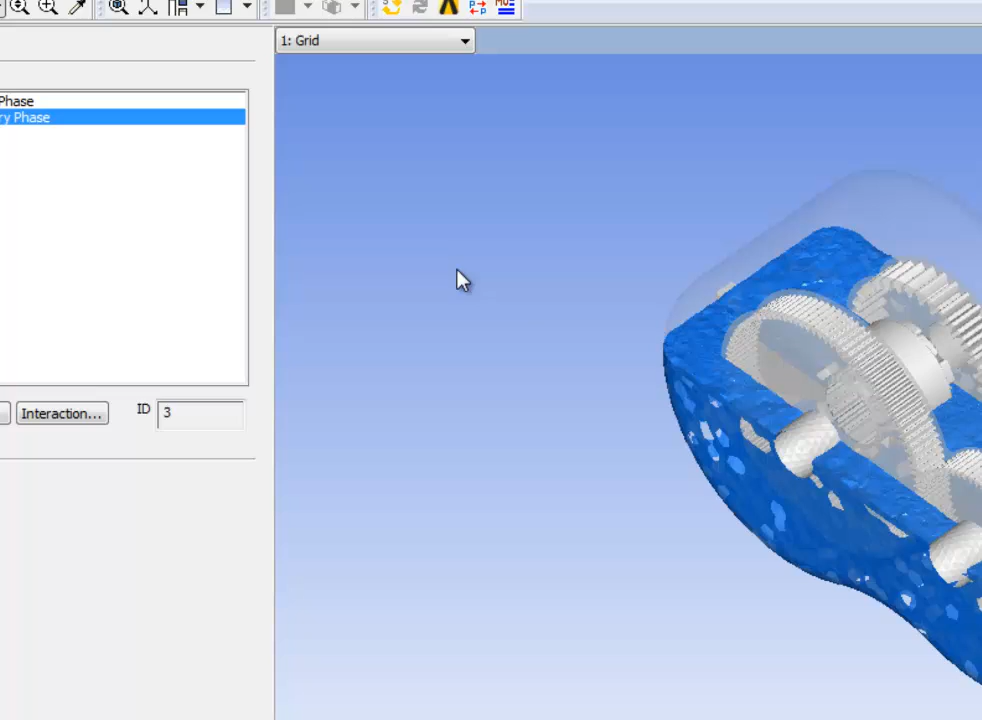 1: Grid
Phase
ry Phase
Interaction... ID 3